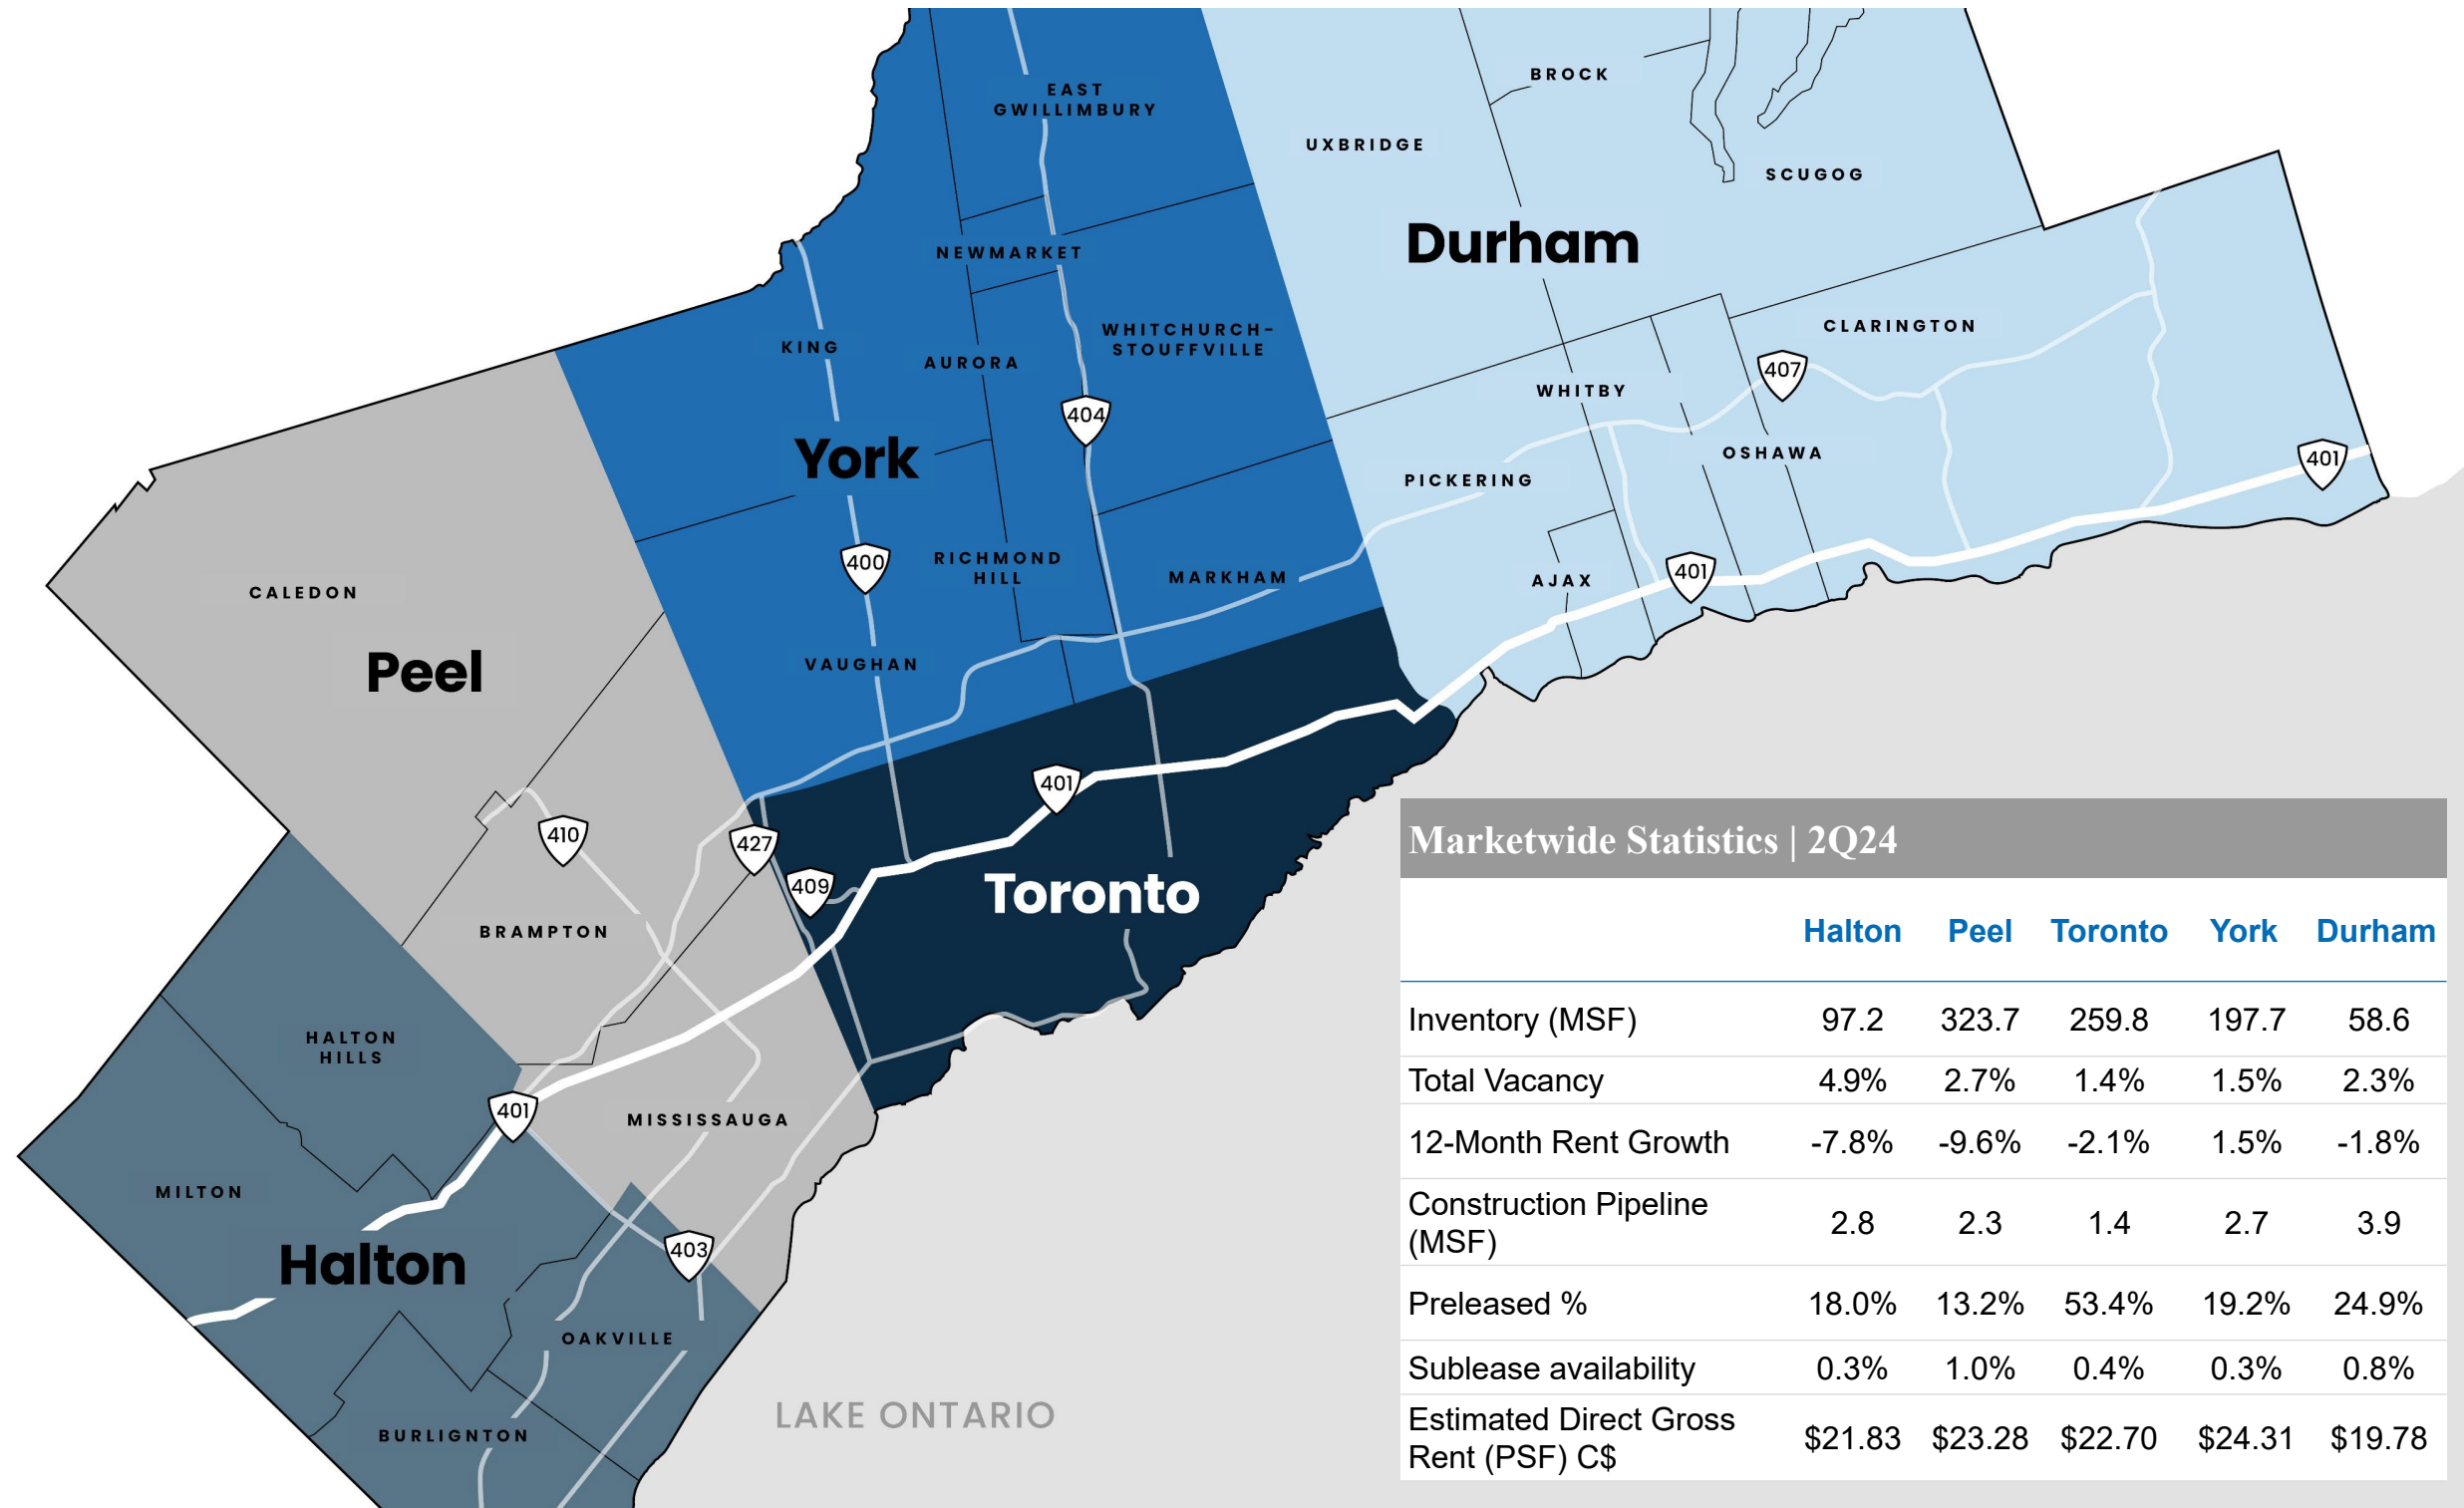 BROCK
EAST
GWILLIMBURY
UXBRIDGE
SCUGOG
Durham
NEWMARKET
CLARINGTON
WHITCHURCH-
STOUFFVILLE
KING
AURORA
407
WHITBY
404
York
OSHAWA
401
PICKERING
400
RICHMOND
HILL
MARKHAM
401
AJAX
CALEDON
Peel
VAUGHAN
401
410
427
409
Toronto
BRAMPTON
HALTON
HILLS
401
MISSISSAUGA
MILTON
Halton
403
OAKVILLE
BURLIGNTON
LAKE ONTARIO
Marketwide Statistics | 2Q24
Halton Peel Toronto York Durham
Inventory (MSF) 97.2 323.7 259.8 197.7 58.6
Total Vacancy 4.9% 2.7% 1.4% 1.5% 2.3%
12-Month Rent Growth -7.8% -9.6% -2.1% 1.5% -1.8%
Construction Pipeline
(MSF) 2.8 2.3 1.4 2.7 3.9
Preleased % 18.0% 13.2% 53.4% 19.2% 24.9%
Sublease availability 0.3% 1.0% 0.4% 0.3% 0.8%
Estimated Direct Gross
Rent (PSF) C$ $21.83 $23.28 $22.70 $24.31 $19.78